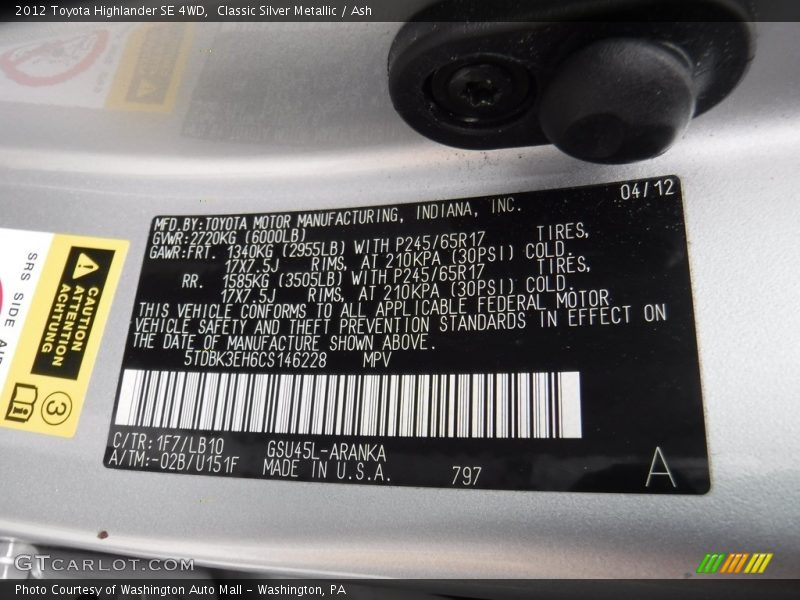 2012 Toyota Highlander SE 4WD, Classic Silver Metallic / Ash
04/12
MFD.BY:TOYOTA MOTOR MANUFACTURING, INDIANA, INC.
GVWR:2720KG (6000LB)
GAWR:FRT. 1340KG (2955LB) WITH P245/65R17 TIRES,
17X7.5J RIMS, AT 210KPA (30PSI) COLD.
RR. 1585KG (3505LB) WITH P245/65R17 TIRES,
17X7.5J RIMS, AT 210KPA (30PSI) COLD.
THIS VEHICLE CONFORMS TO ALL APPLICABLE FEDERAL MOTOR
VEHICLE SAFETY AND THEFT PREVENTION STANDARDS IN EFFECT ON
THE DATE OF MANUFACTURE SHOWN ABOVE.
5TDBK3EH6CS146228 MPV
C/TR:1F7/LB10 GSU45L-ARANKA
A/TM:-02B/U151F MADE IN U.S.A. 797
A
SRS SIDE
CAUTION
ATTENTION
ACHTUNG
3
GTCARLOT.COM
Photo Courtesy of Washington Auto Mall - Washington, PA